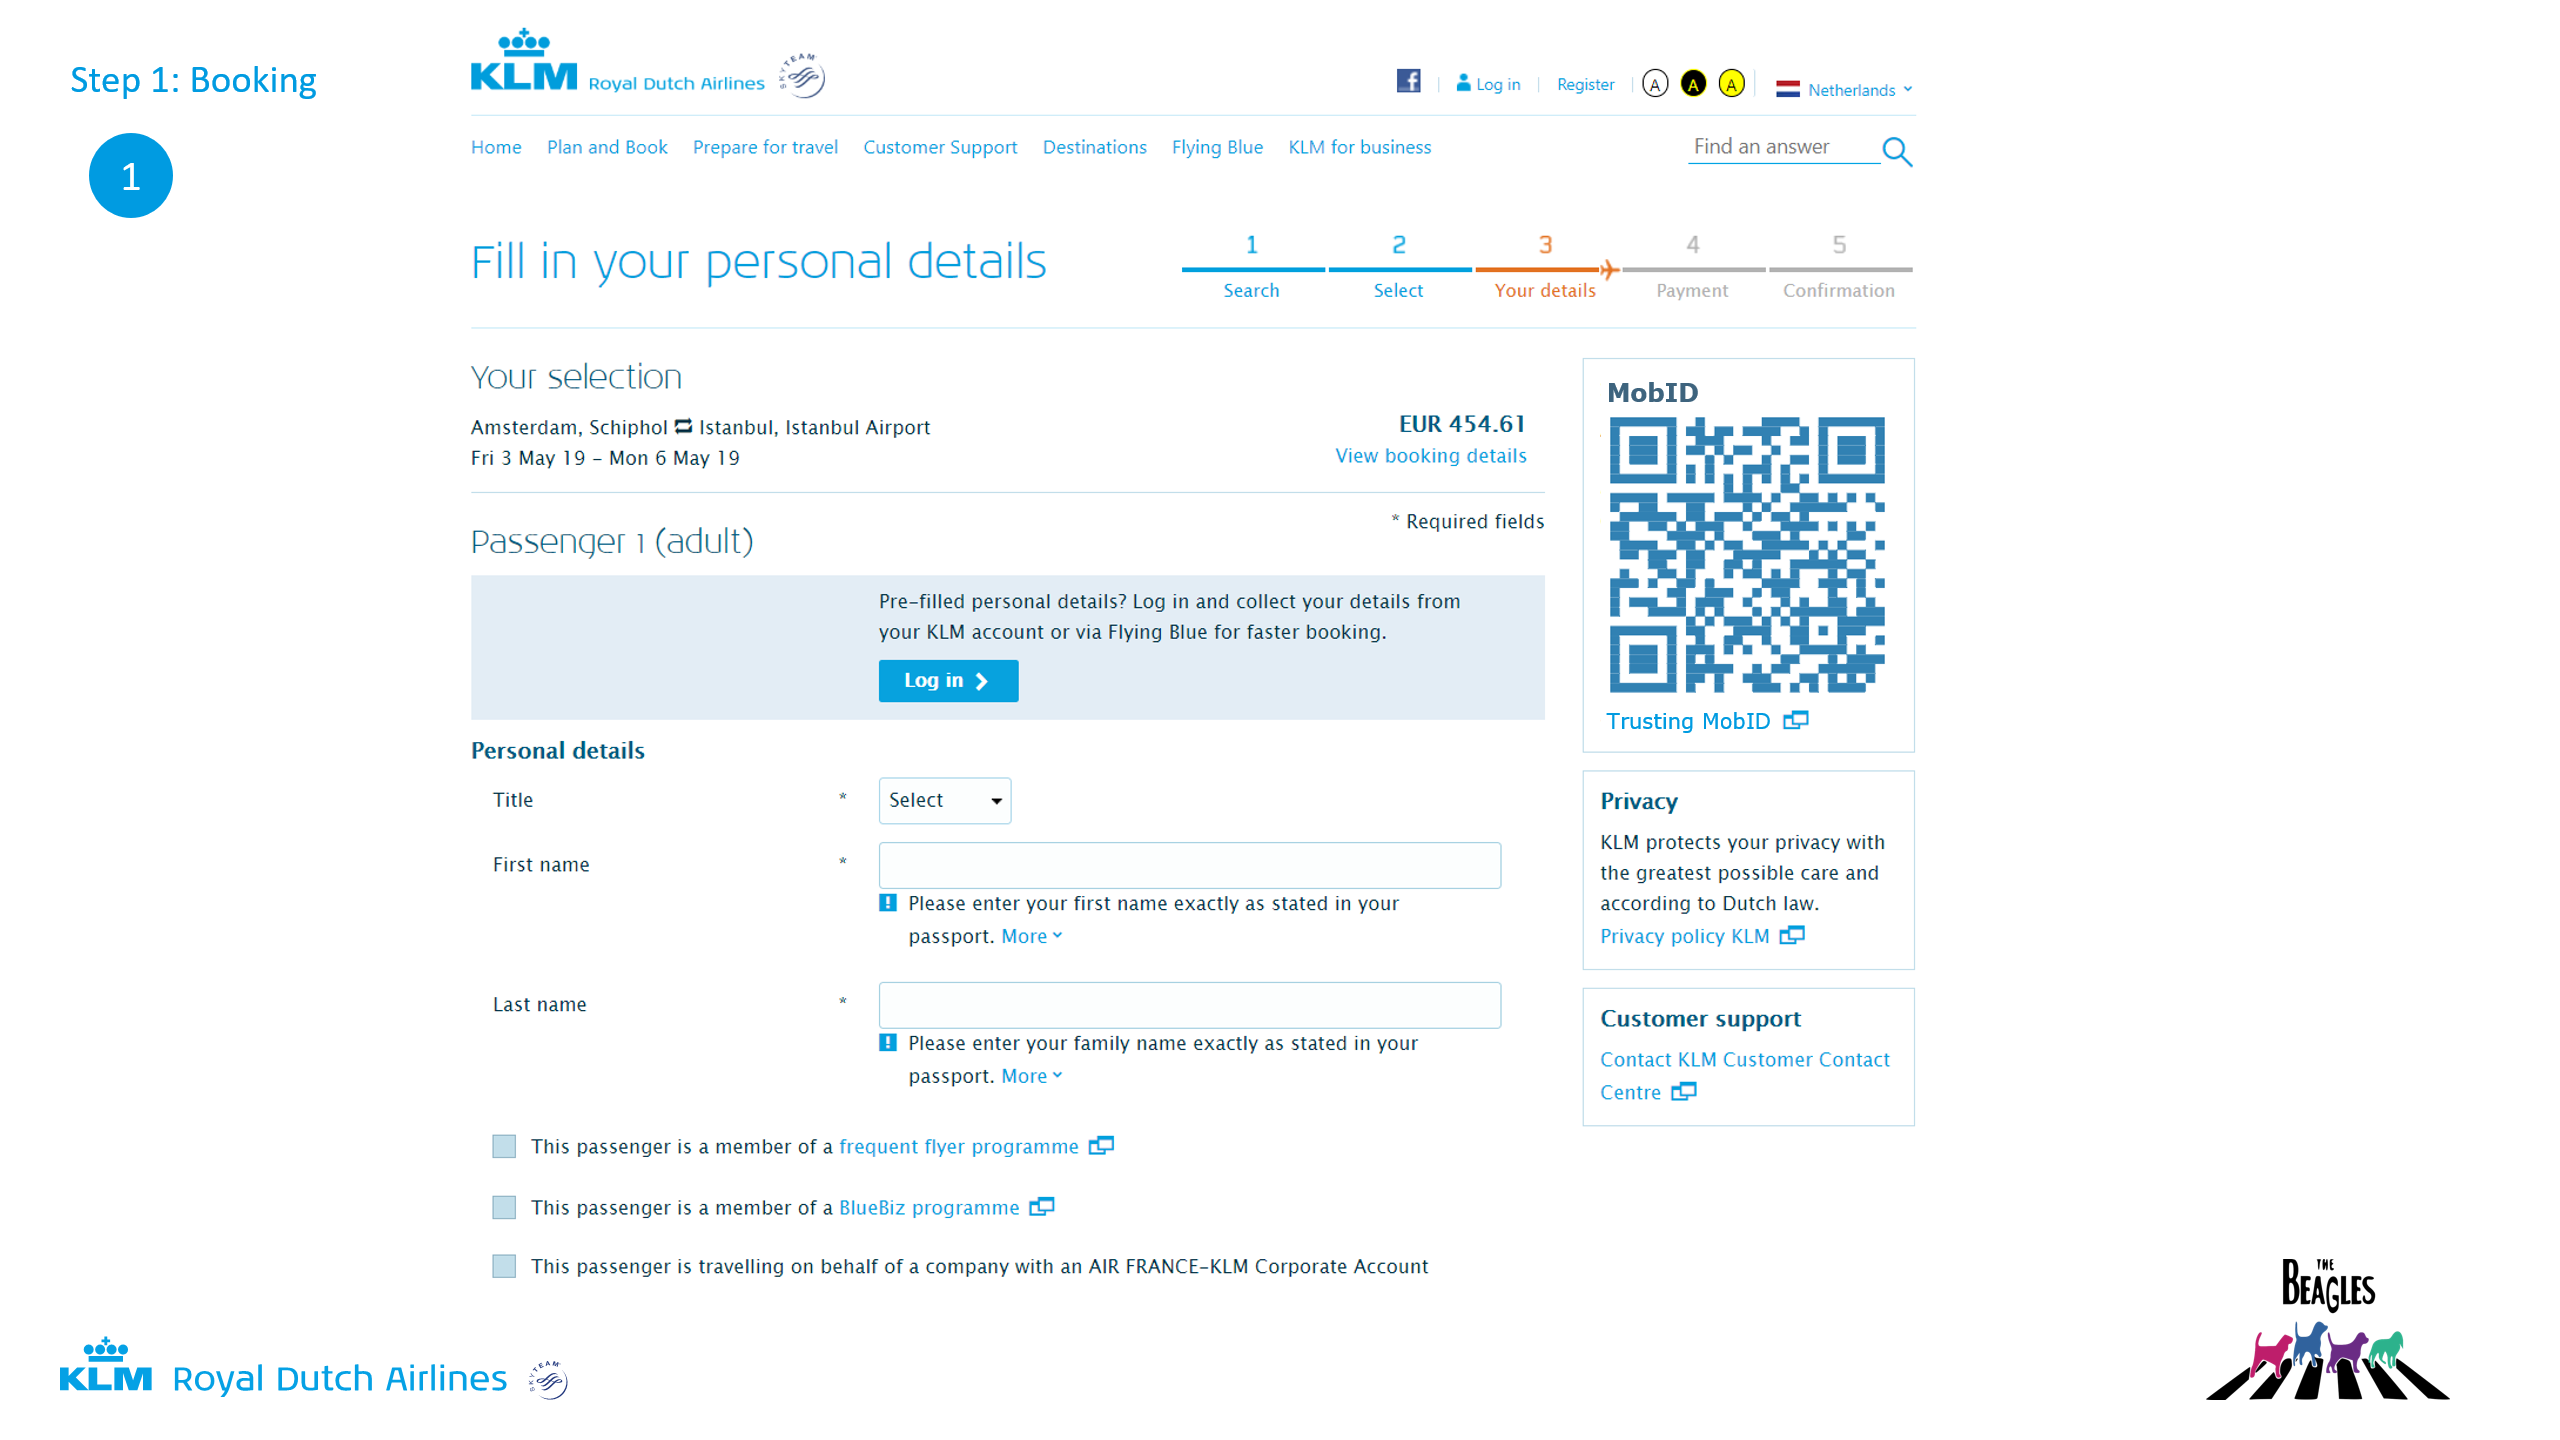 Step 1: Booking
1
KLM Royal Dutch Airlines SKYTEAM
Log in
Register
A A A
Netherlands
Home Plan and Book Prepare for travel Customer Support Destinations Flying Blue KLM for business
Find an answer
Fill in your personal details
1 2 3 4 5
Search Select Your details Payment Confirmation
Your selection
Amsterdam, Schiphol Istanbul, Istanbul Airport
Fri 3 May 19 – Mon 6 May 19
EUR 454.61
View booking details
* Required fields
Passenger 1 (adult)
Pre-filled personal details? Log in and collect your details from
your KLM account or via Flying Blue for faster booking.
Log in
Personal details
Title * Select
First name *
Please enter your first name exactly as stated in your
passport. More
Last name *
Please enter your family name exactly as stated in your
passport. More
This passenger is a member of a frequent flyer programme
This passenger is a member of a BlueBiz programme
This passenger is travelling on behalf of a company with an AIR FRANCE-KLM Corporate Account
MobID
Trusting MobID
Privacy
KLM protects your privacy with
the greatest possible care and
according to Dutch law.
Privacy policy KLM
Customer support
Contact KLM Customer Contact
Centre
KLM Royal Dutch Airlines SKYTEAM
THE
BEAGLES